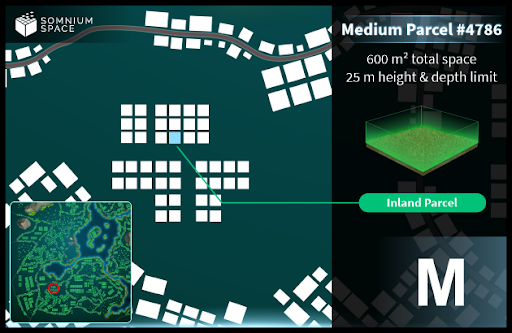 SOMNIUM
SPACE
Medium Parcel #4786
600 m² total space
25 m height & depth limit
Inland Parcel
M